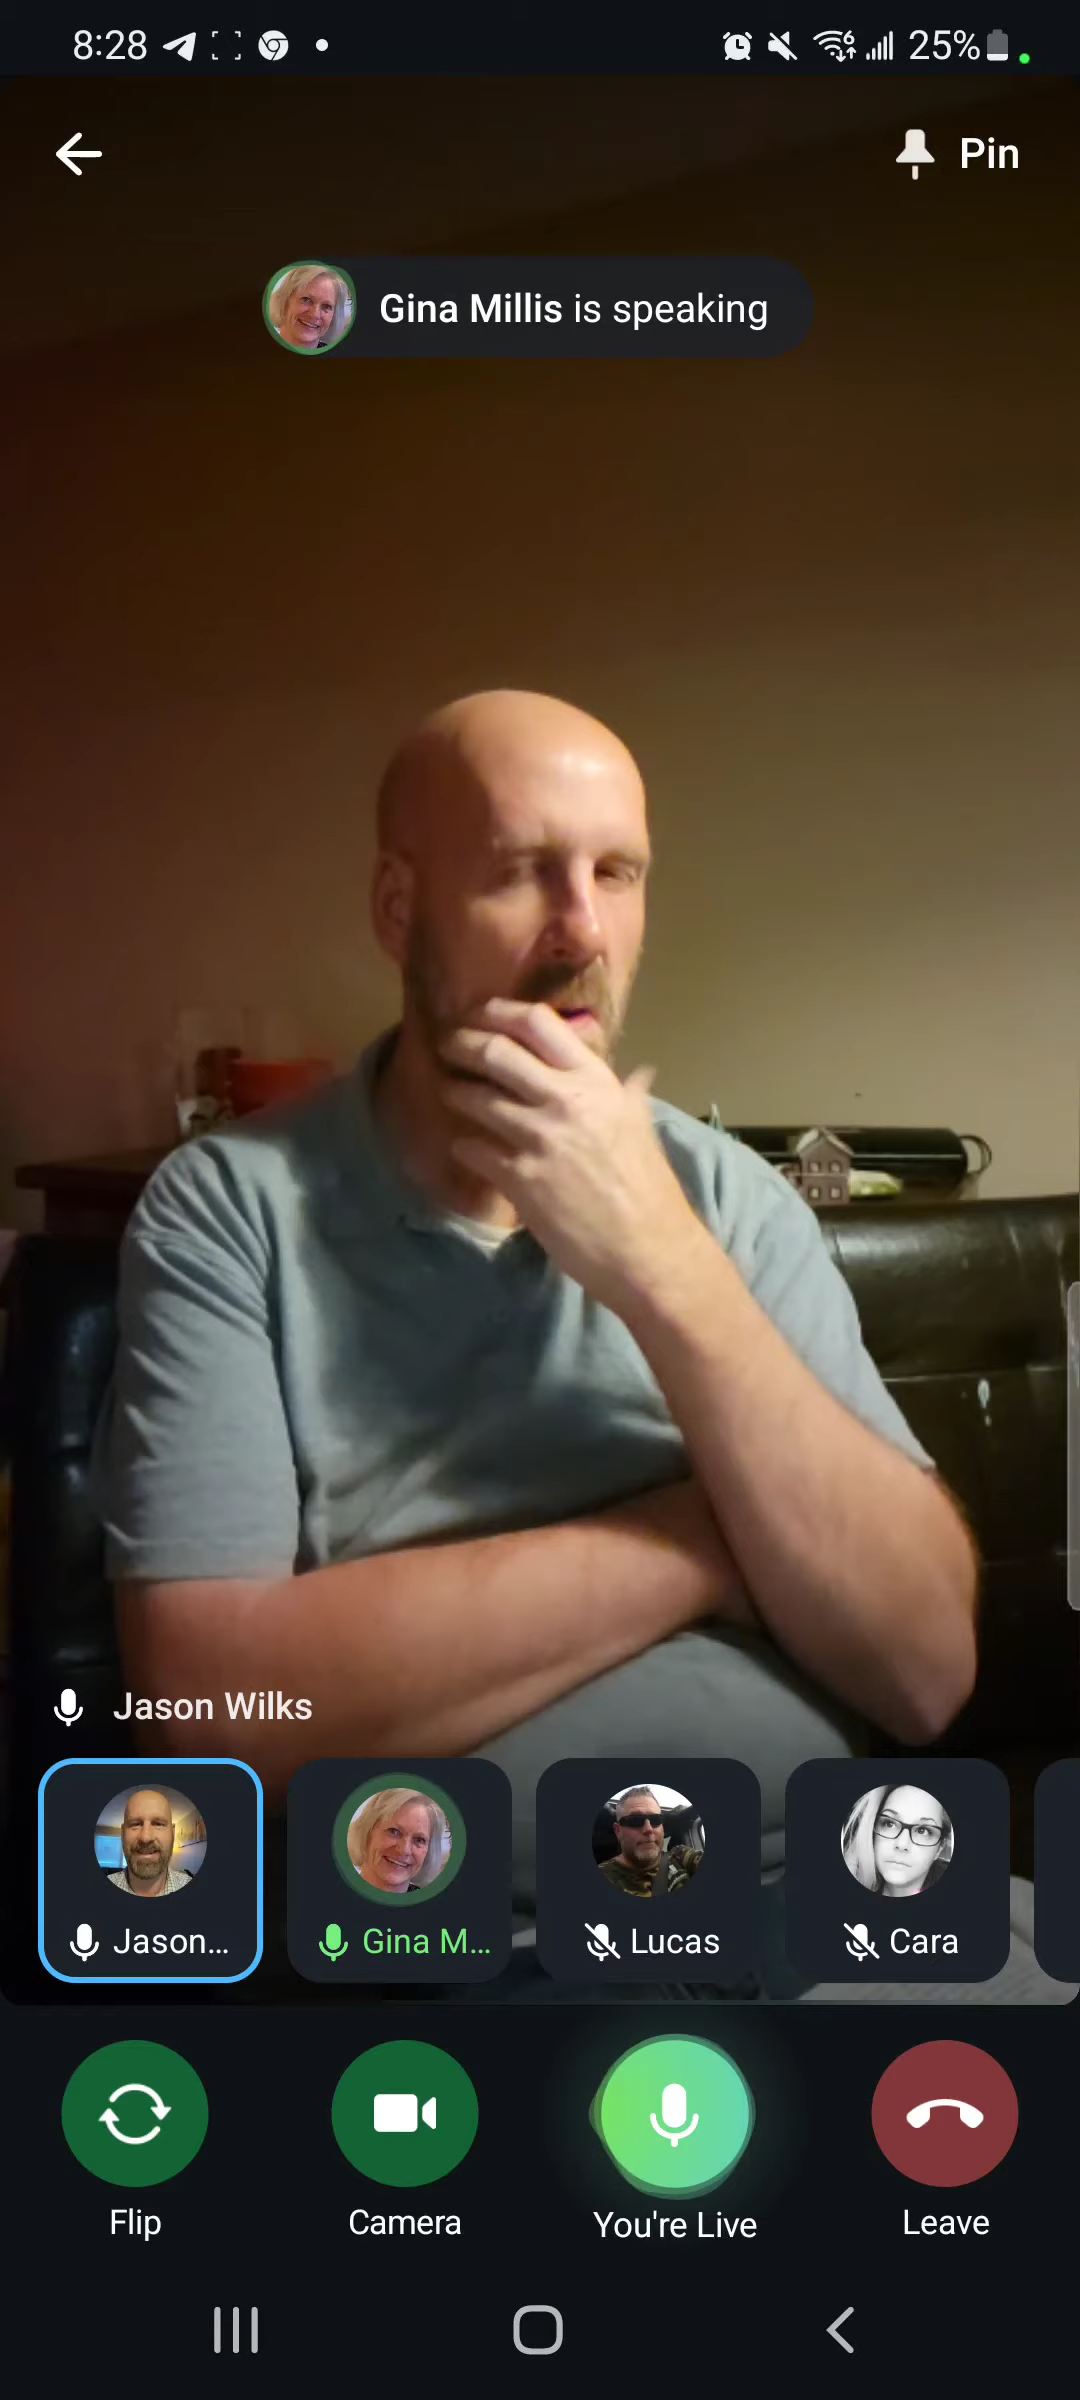 8:28
25%
Pin
Gina Millis is speaking
Jason Wilks
Jason...
Gina M...
Lucas
Cara
Flip
Camera
You're Live
Leave